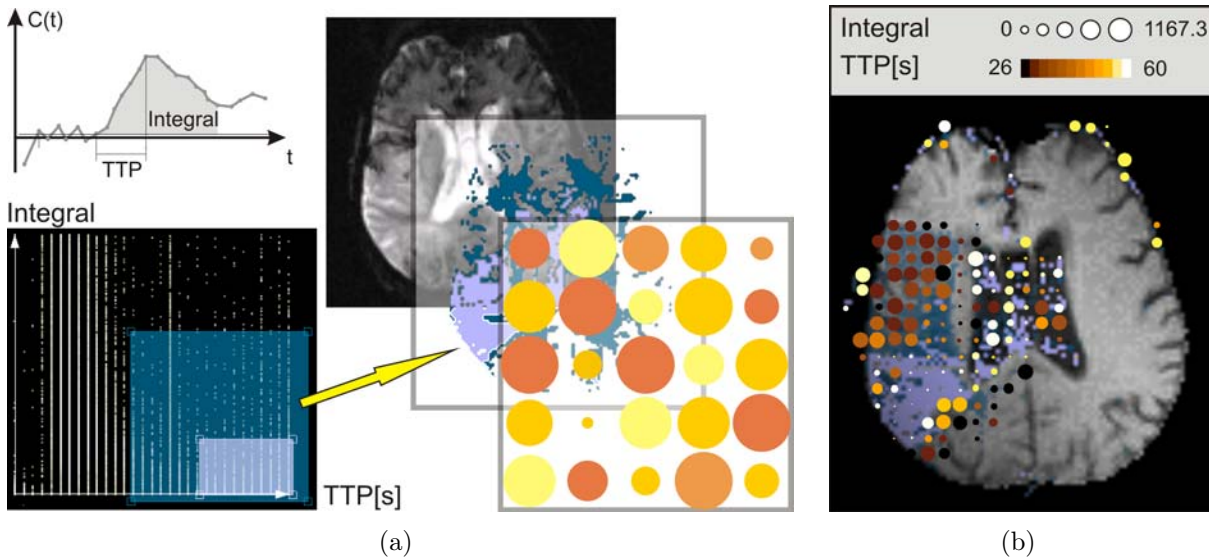 C(t)
Integral
t
TTP
Integral
TTP[s]
(a)
Integral 0 1167.3
TTP[s] 26 60
(b)